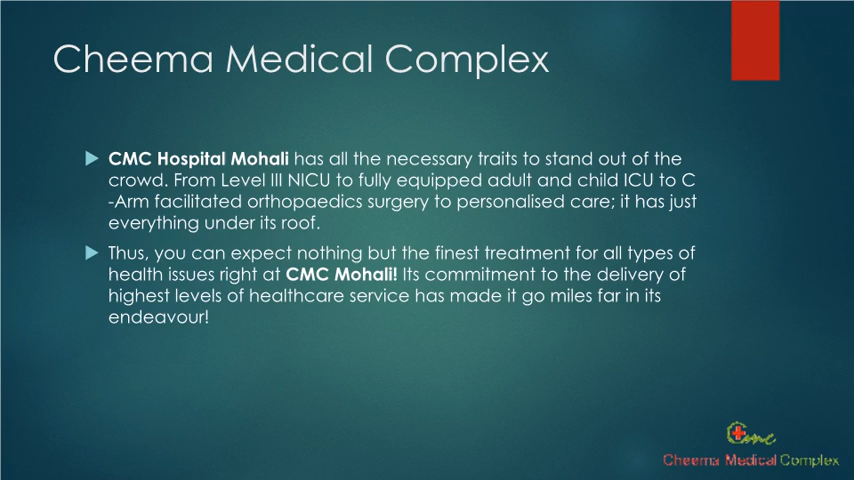 Cheema Medical Complex
CMC Hospital Mohali has all the necessary traits to stand out of the
crowd. From Level III NICU to fully equipped adult and child ICU to C
-Arm facilitated orthopaedics surgery to personalised care; it has just
everything under its roof.
Thus, you can expect nothing but the finest treatment for all types of
health issues right at CMC Mohali! Its commitment to the delivery of
highest levels of healthcare service has made it go miles far in its
endeavour!
Cmc
Cheema Medical Complex